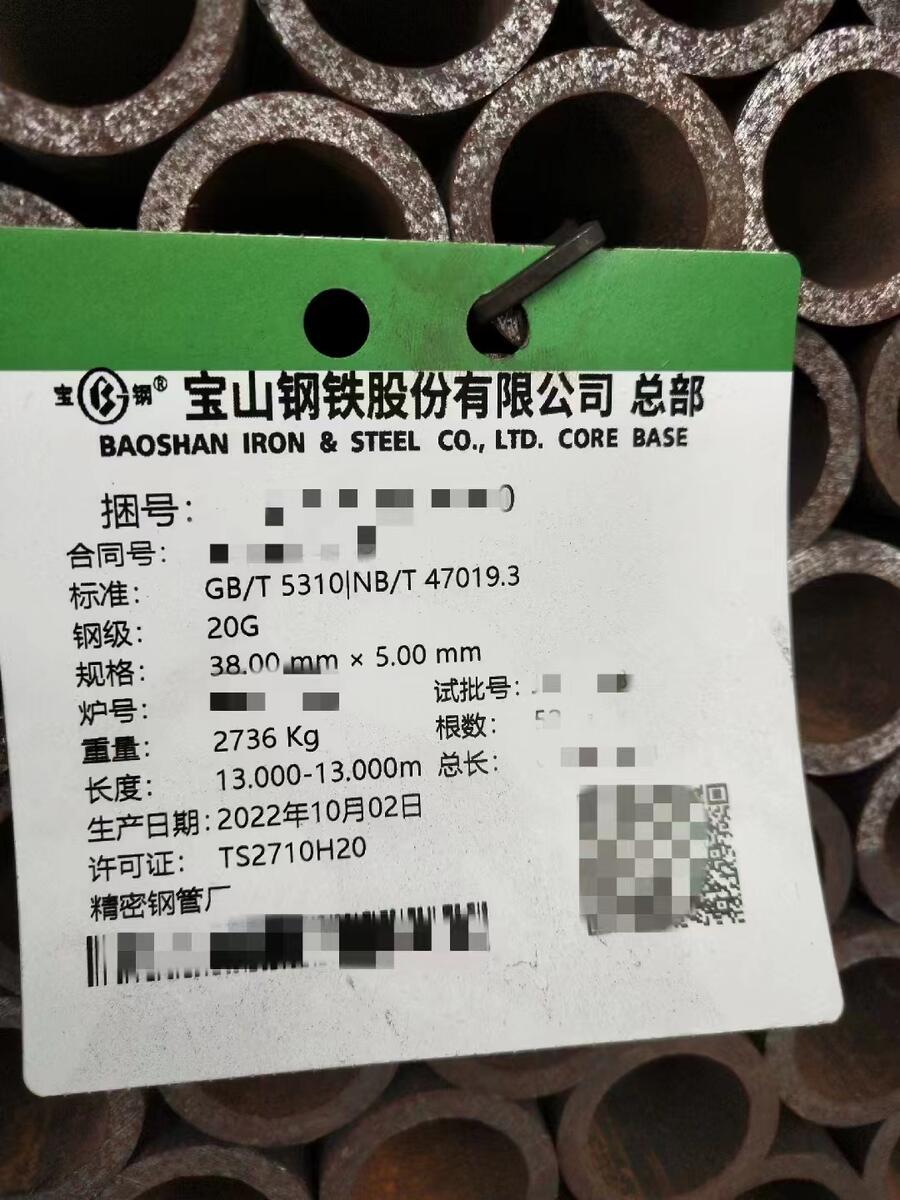 宝钢® 宝山钢铁股份有限公司 总部
BAOSHAN IRON & STEEL CO., LTD. CORE BASE
捆号:
合同号:
标准: GB/T 5310|NB/T 47019.3
钢级: 20G
规格: 38.00 mm × 5.00 mm
炉号: 试批号:
重量: 2736 Kg 根数:
长度: 13.000-13.000m 总长:
生产日期: 2022年10月02日
许可证: TS2710H20
精密钢管厂